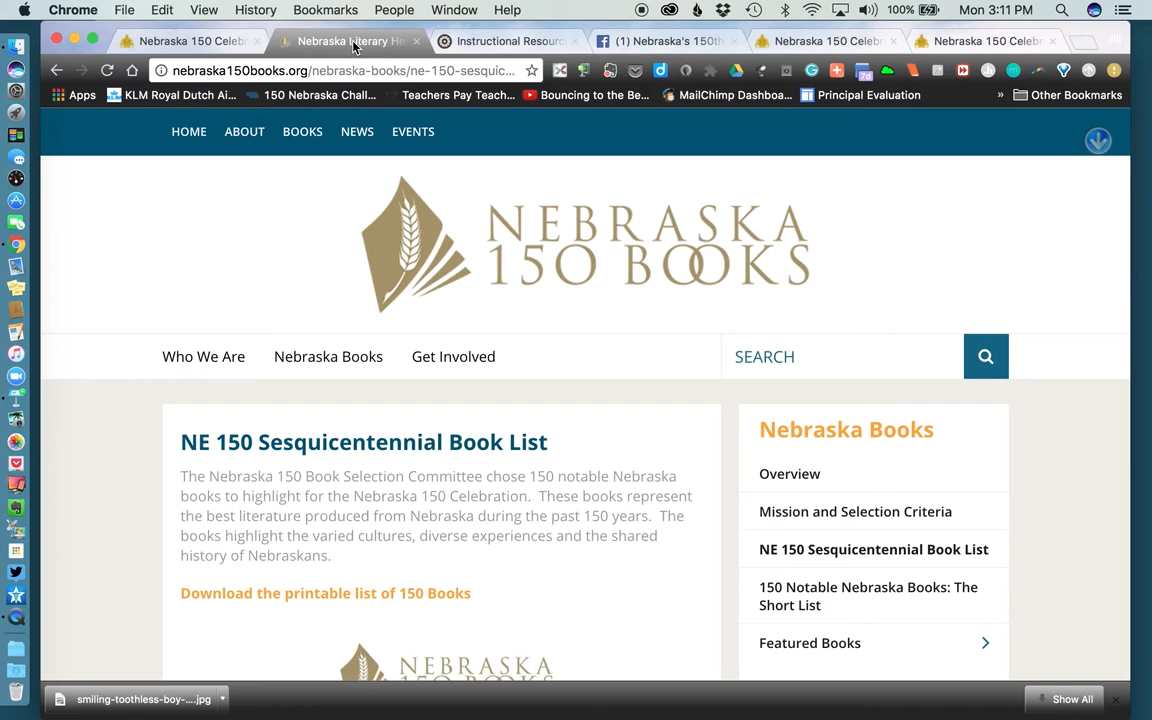 Chrome File Edit View History Bookmarks People Window Help 100% Mon 3:11 PM
Nebraska 150 Celebr Nebraska Literary He Instructional Resourc (1) Nebraska's 150th Nebraska 150 Celebr Nebraska 150 Celebr Jill
nebraska150books.org/nebraska-books/ne-150-sesquic... 7d
Apps KLM Royal Dutch Ai... 150 Nebraska Chall... Teachers Pay Teach... Bouncing to the Be... MailChimp Dashboa... Principal Evaluation » Other Bookmarks
HOME ABOUT BOOKS NEWS EVENTS
NEBRASKA
150 BOOKS
Who We Are Nebraska Books Get Involved SEARCH
NE 150 Sesquicentennial Book List
The Nebraska 150 Book Selection Committee chose 150 notable Nebraska
books to highlight for the Nebraska 150 Celebration. These books represent
the best literature produced from Nebraska during the past 150 years. The
books highlight the varied cultures, diverse experiences and the shared
history of Nebraskans.
Download the printable list of 150 Books
NEBRASKA
Nebraska Books
Overview
Mission and Selection Criteria
NE 150 Sesquicentennial Book List
150 Notable Nebraska Books: The
Short List
Featured Books
smiling-toothless-boy-....jpg Show All